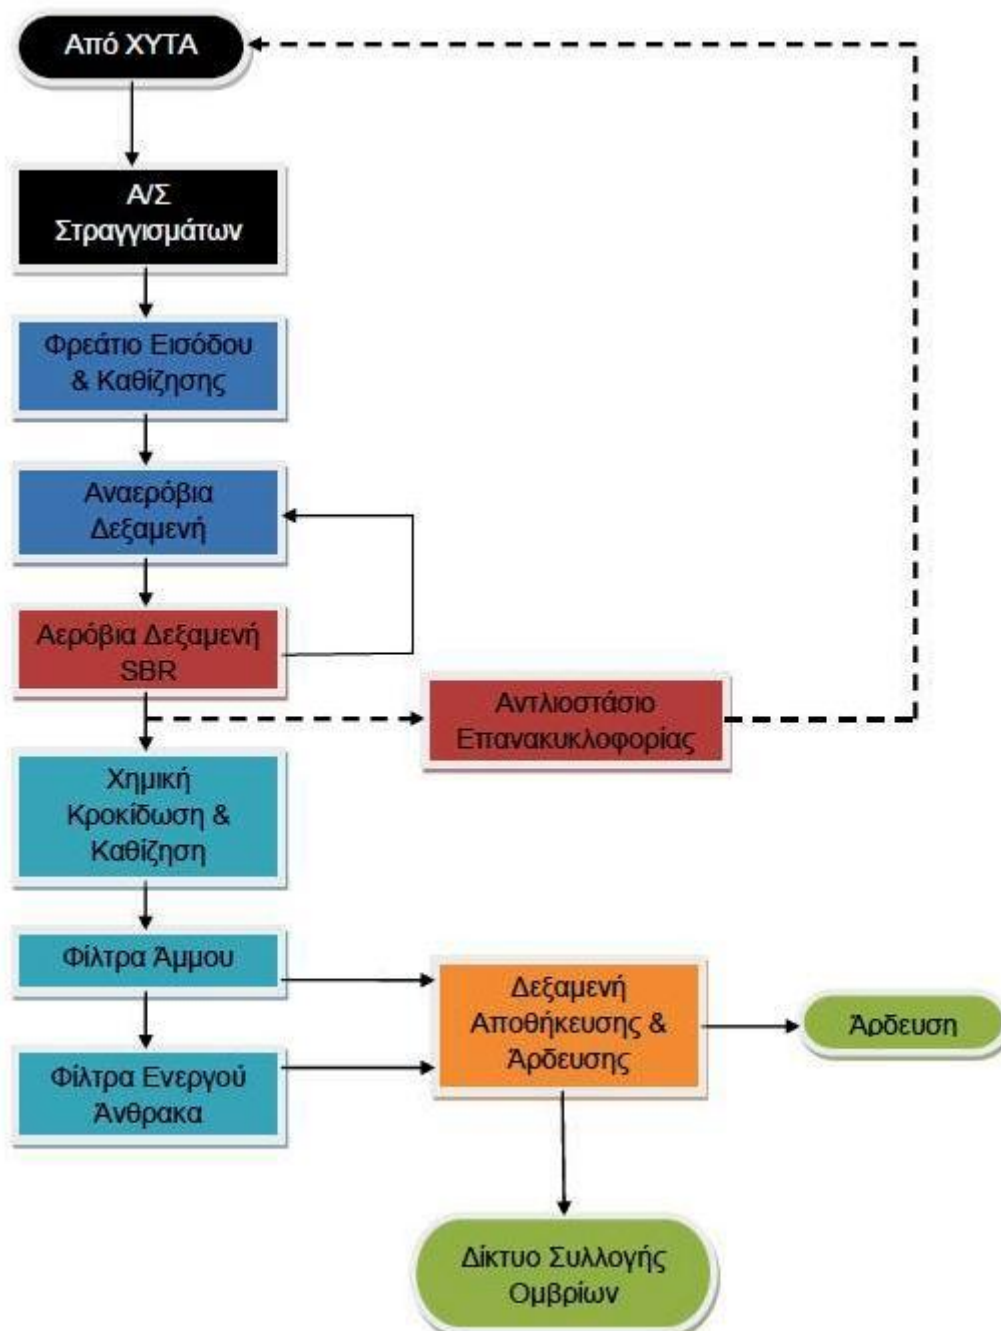 Από ΧΥΤΑ
Α/Σ
Στραγγισμάτων
Φρεάτιο Εισόδου
& Καθίζησης
Αναερόβια
Δεξαμενή
Αερόβια Δεξαμενή
SBR
Αντλιοστάσιο
Επανακυκλοφορίας
Χημική
Κροκίδωση &
Καθίζηση
Φίλτρα Άμμου
Δεξαμενή
Αποθήκευσης &
Άρδευσης
Άρδευση
Φίλτρα Ενεργού
Άνθρακα
Δίκτυο Συλλογής
Ομβρίων